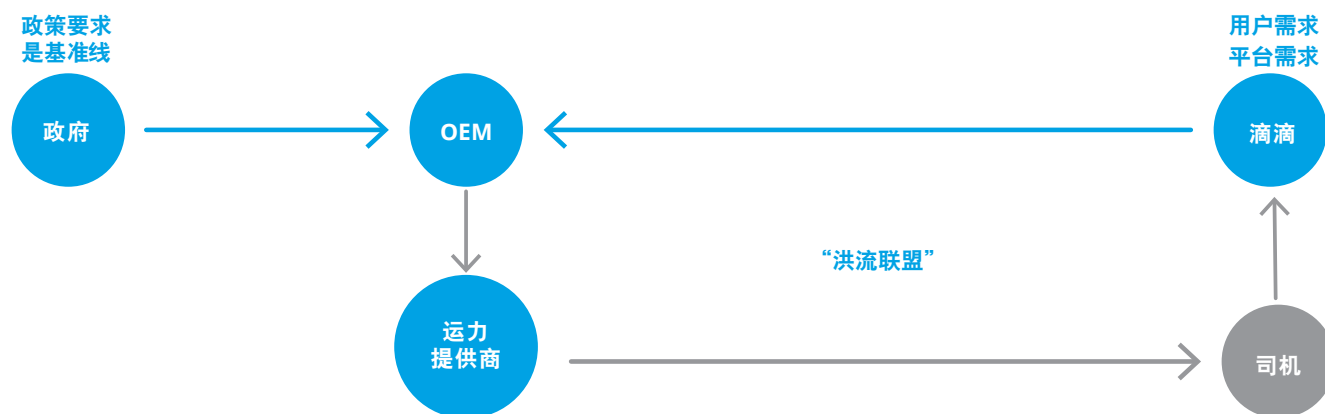 政策要求
是基准线
用户需求
平台需求
政府
OEM
滴滴
“洪流联盟”
运力
提供商
司机